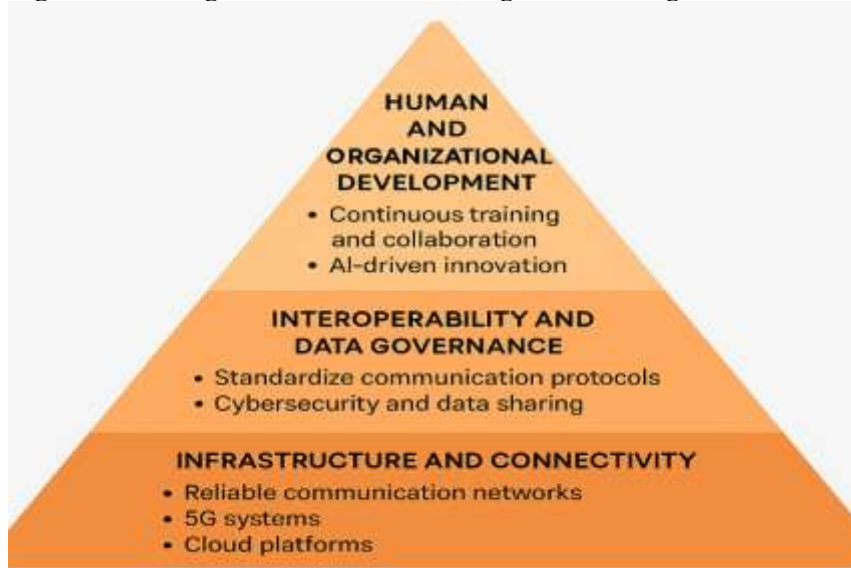 HUMAN
AND
ORGANIZATIONAL
DEVELOPMENT
• Continuous training
and collaboration
• AI-driven innovation
INTEROPERABILITY AND
DATA GOVERNANCE
• Standardize communication protocols
• Cybersecurity and data sharing
INFRASTRUCTURE AND CONNECTIVITY
• Reliable communication networks
• 5G systems
• Cloud platforms